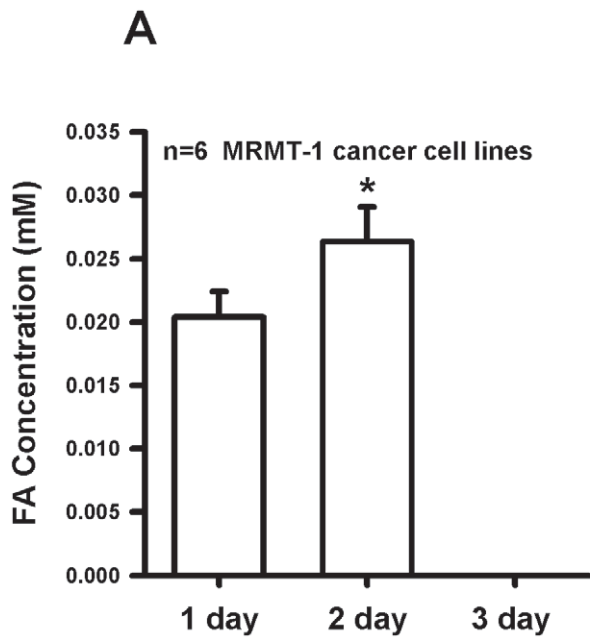 A
FA Concentration (mM)
0.035
0.030
0.025
0.020
0.015
0.010
0.005
0.000
n=6 MRMT-1 cancer cell lines
*
1 day 2 day 3 day